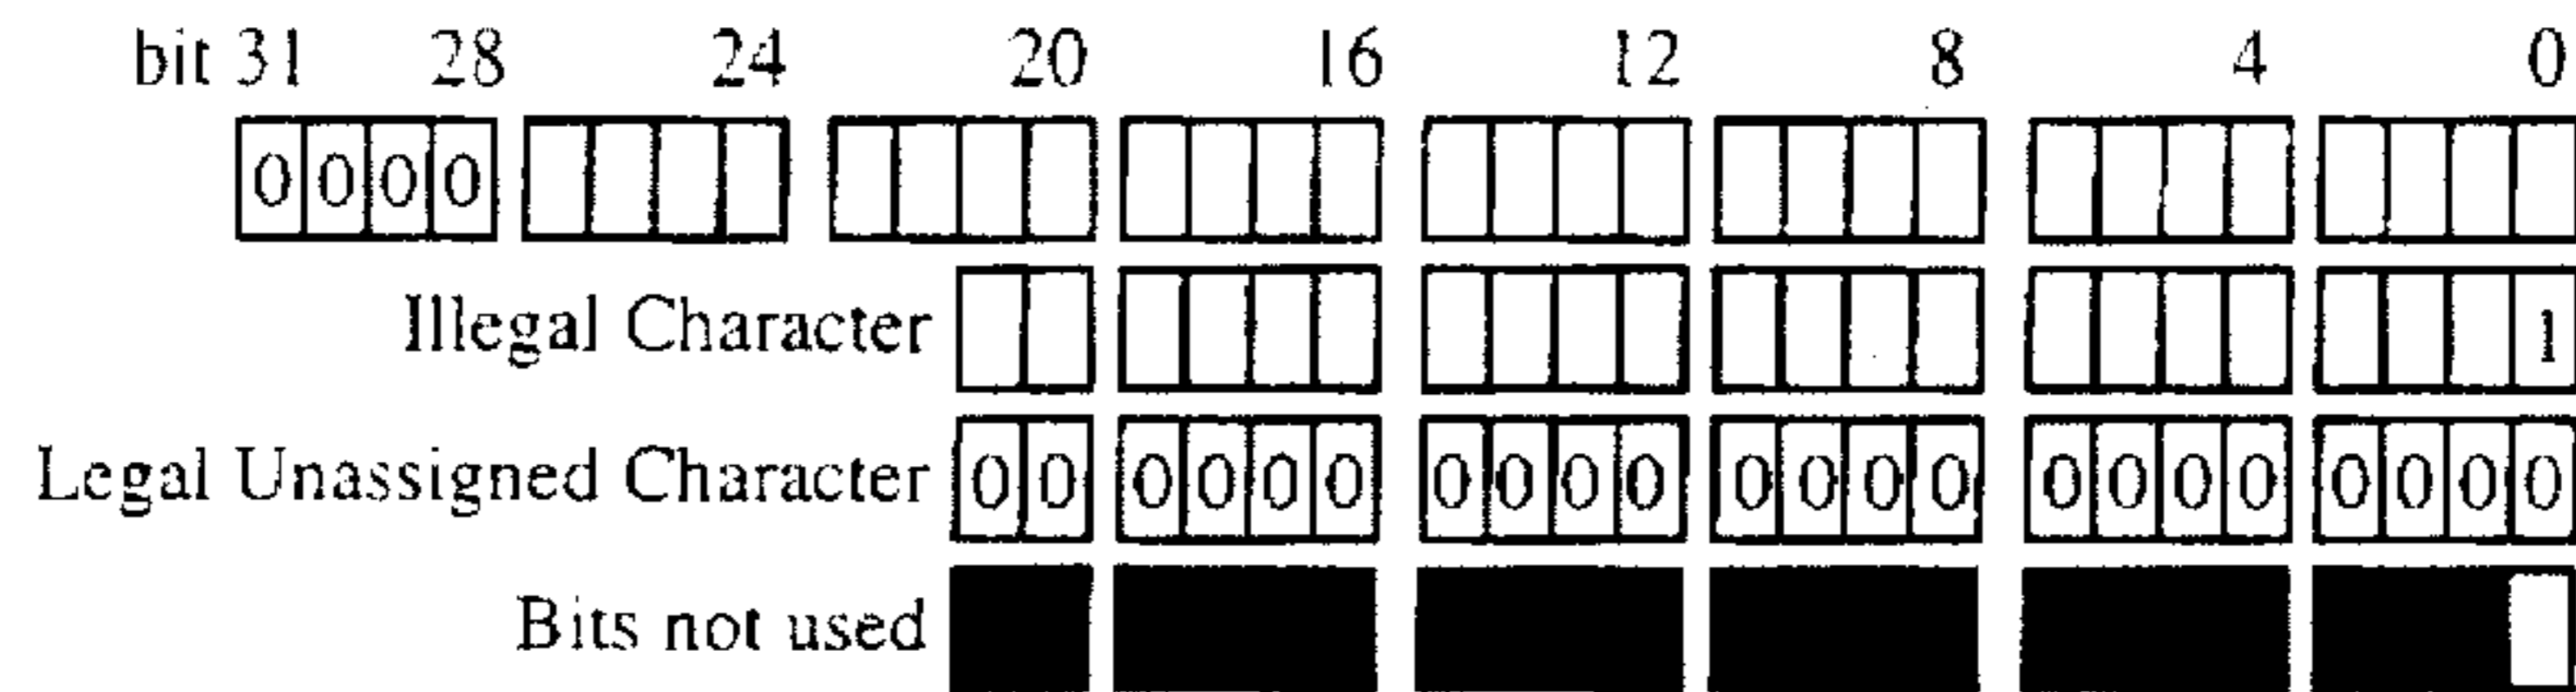 bit 31 28 24 20 16 12 8 4 0
0 0 0 0
Illegal Character 1
Legal Unassigned Character 0 0 0 0 0 0 0 0 0 0 0 0 0 0 0 0 0 0 0 0 0 0
Bits not used